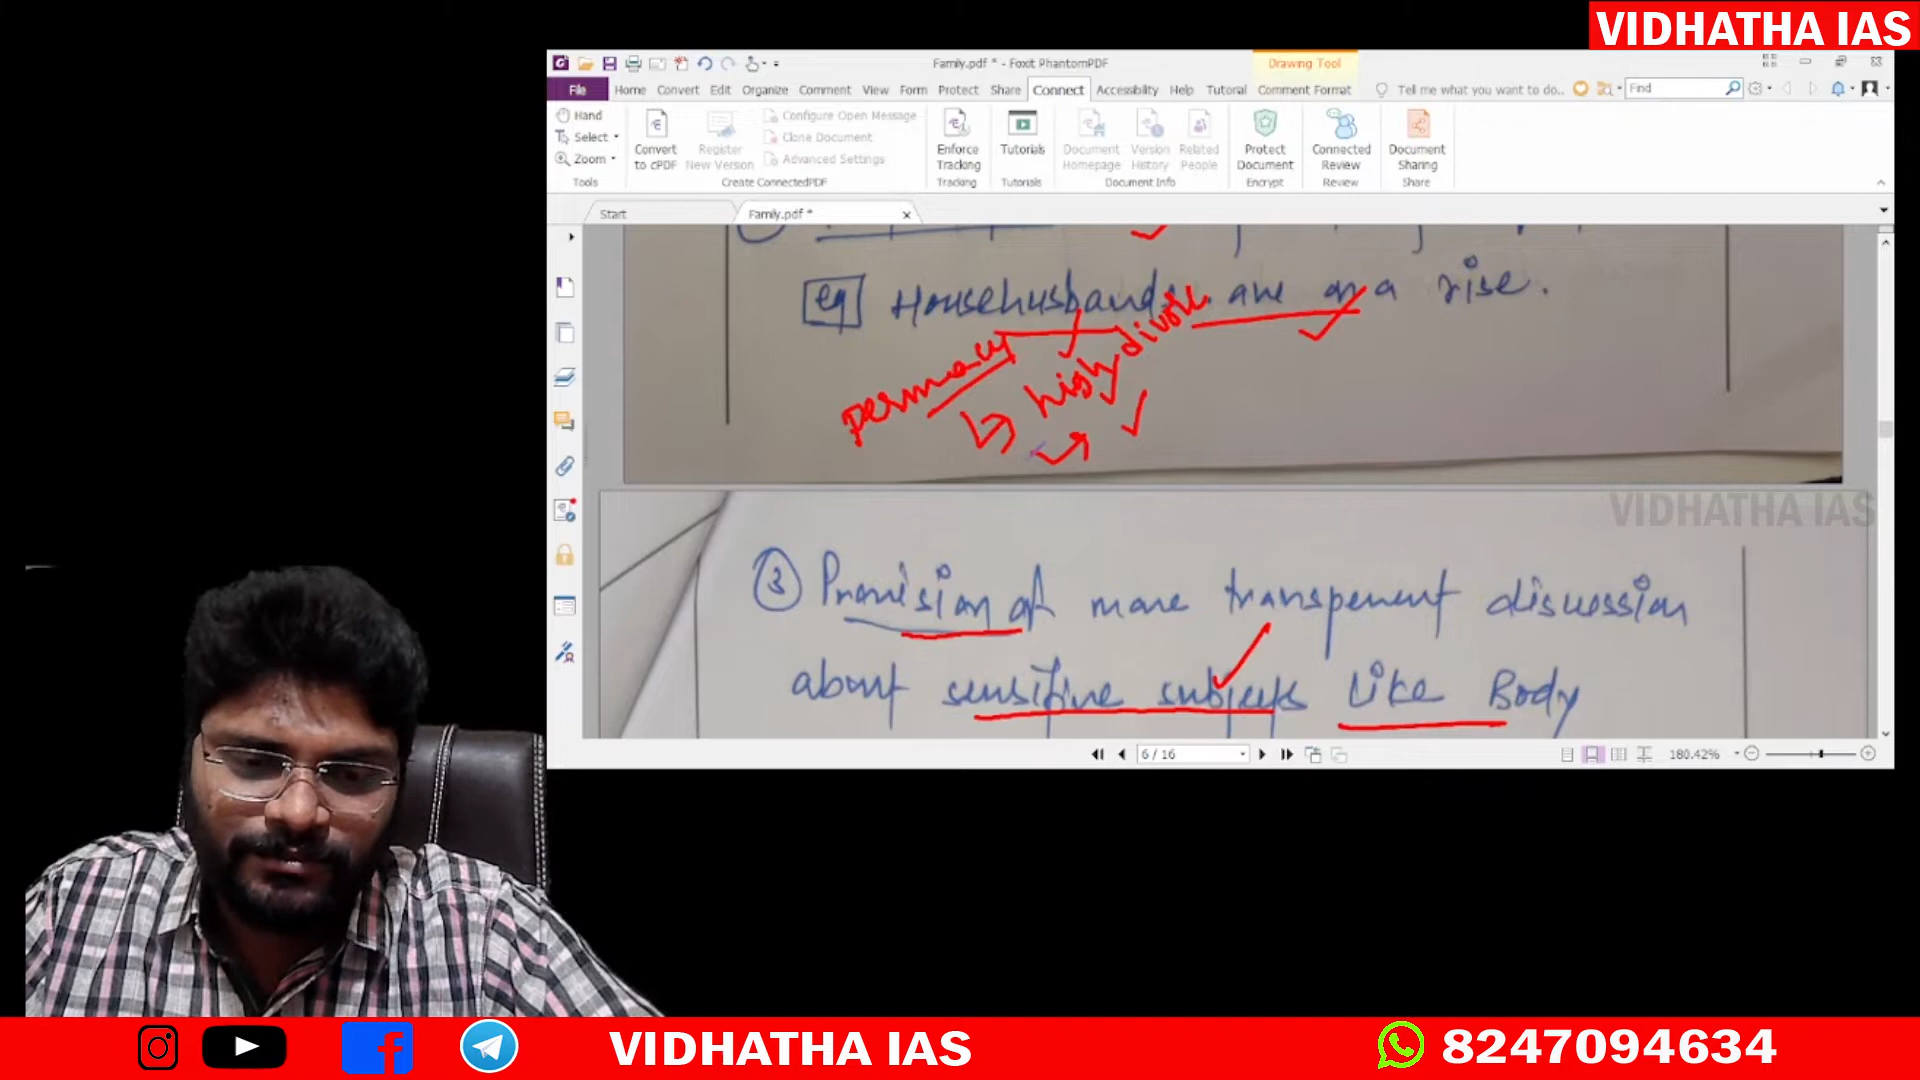 VIDHATHA IAS
Family.pdf * - Foxit PhantomPDF
Drawing Tool
File Home Convert Edit Organize Comment View Form Protect Share Connect Accessibility Help Tutorial Comment Format Tell me what you want to do.. Find
Hand
Select
Zoom
Tools
Convert to cPDF
Register New Version
Configure Open Message
Clone Document
Advanced Settings
Create ConnectedPDF
Enforce Tracking
Tracking
Tutorials
Tutorials
Document Homepage
Version History
Related People
Document Info
Protect Document
Encrypt
Connected Review
Review
Document Sharing
Share
Start
Family.pdf *
eg Househusbands are on a rise.
high divorce
VIDHATHA IAS
3 Provision of more transperent discussion
about sensitive subjects like Body
6 / 16
180.42%
VIDHATHA IAS
8247094634